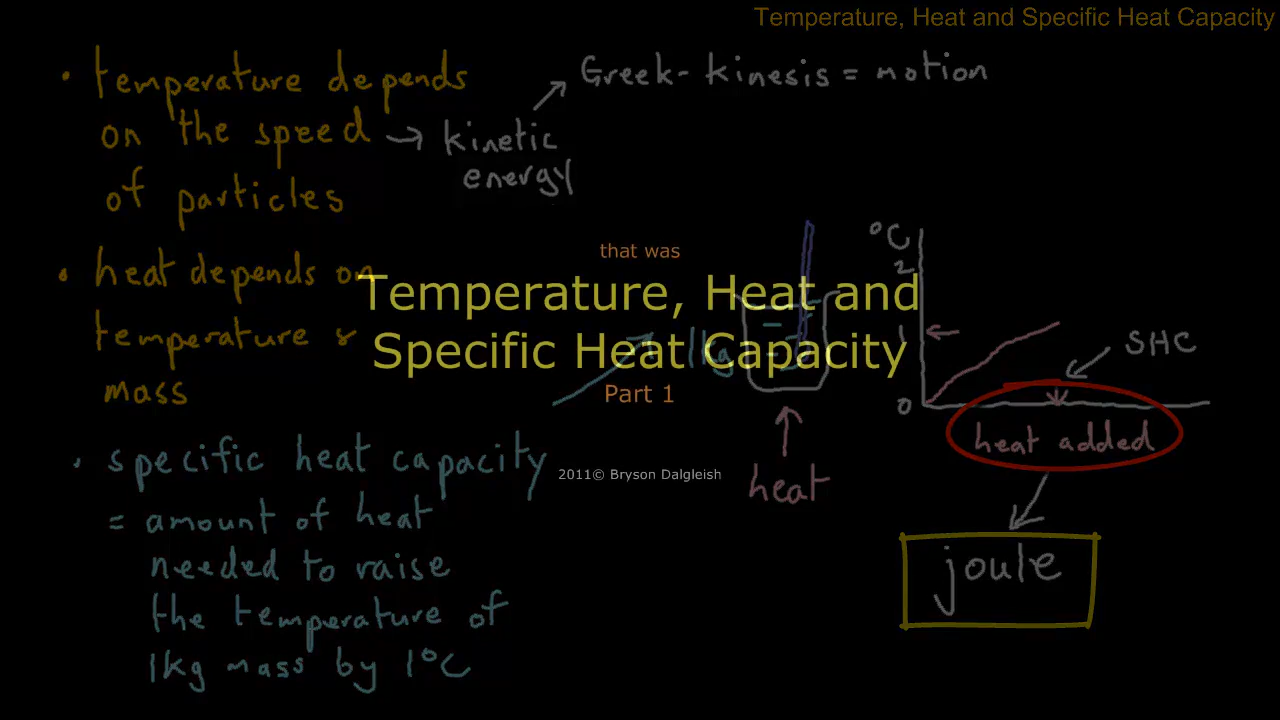 Temperature, Heat and Specific Heat Capacity
• temperature depends
on the speed
of particles
→ kinetic
energy
Greek - kinesis = motion
• heat depends on
temperature &
mass
• specific heat capacity
= amount of heat
needed to raise
the temperature of
1kg mass by 1°C
that was
Temperature, Heat and
Specific Heat Capacity
Part 1
2011© Bryson Dalgleish
1kg
heat
°C
2
1
0
SHC
heat added
joule